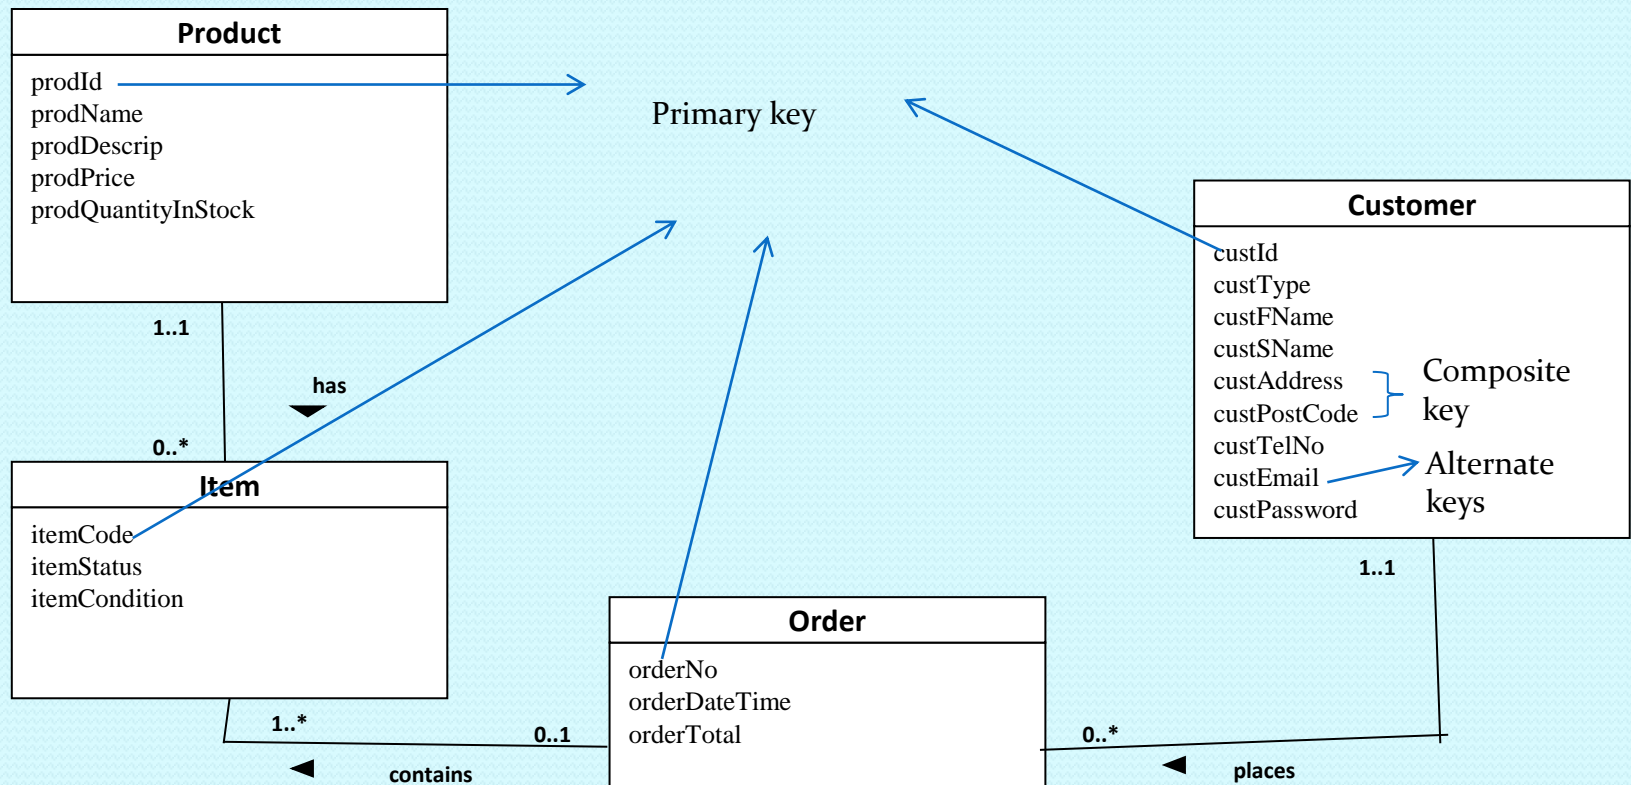 Product
prodId
prodName
prodDescrip
prodPrice
prodQuantityInStock
Primary key
Customer
custId
custType
custFName
custSName
custAddress
custPostCode
custTelNo
custEmail
custPassword
Composite
key
Alternate
keys
1..1
has
0..*
Item
itemCode
itemStatus
itemCondition
1..1
Order
orderNo
orderDateTime
orderTotal
1..*
0..1
contains
0..*
places